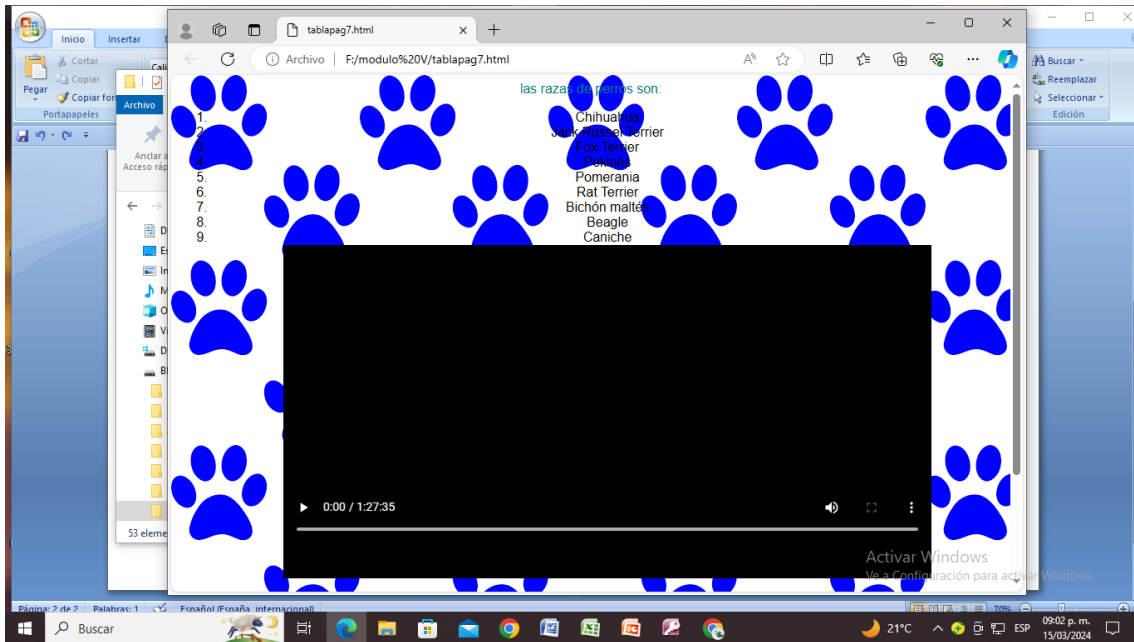 Inicio
Insertar
Cortar
Copiar
Copiar for
Pegar
Portapapeles
Cali
Archivo
Anclar a
Acceso ráp
53 eleme
tablapag7.html
Archivo | F:/modulo%20V/tablapag7.html
las razas de perros son:
1. Chihuahua
2. Jack Russel Terrier
3. Fox Terrier
4. Pekinés
5. Pomerania
6. Rat Terrier
7. Bichón maltés
8. Beagle
9. Caniche
0:00 / 1:27:35
Buscar
Reemplazar
Seleccionar
Edición
Activar Windows
Ve a Configuración para activar Windows.
Página: 2 de 2 Palabras: 1 Español (España, internacional) 70%
Buscar
21°C ESP 09:02 p. m.
15/03/2024